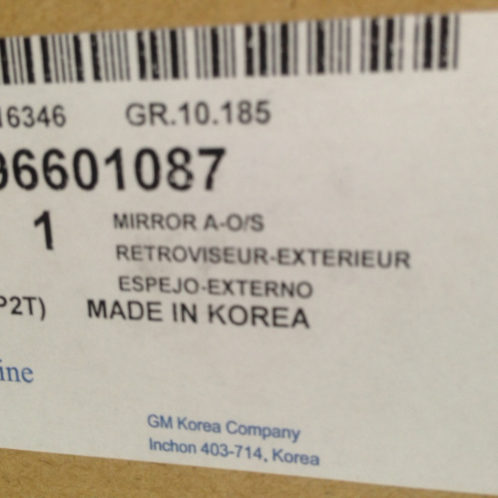 16346 GR.10.185
96601087
1 MIRROR A-O/S
RETROVISEUR-EXTERIEUR
ESPEJO-EXTERNO
P2T) MADE IN KOREA
ine
GM Korea Company
Inchon 403-714, Korea